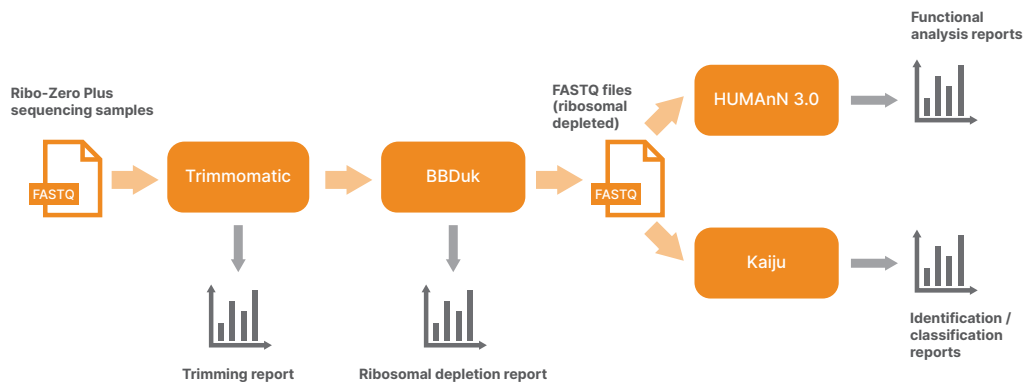 Ribo-Zero Plus
sequencing samples
FASTQ
Trimmomatic
Trimming report
BBDuk
Ribosomal depletion report
FASTQ files
(ribosomal
depleted)
FASTQ
HUMAnN 3.0
Functional
analysis reports
Kaiju
Identification /
classification
reports